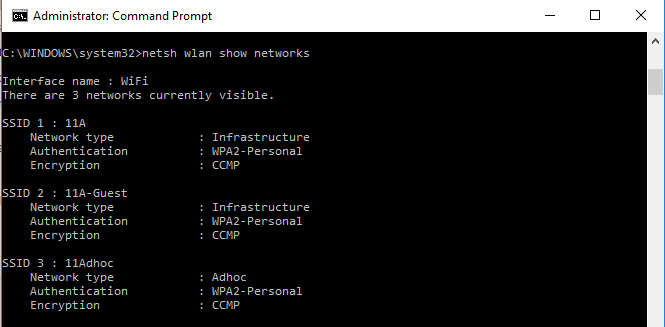 Administrator: Command Prompt
C:\WINDOWS\system32>netsh wlan show networks
Interface name : WiFi
There are 3 networks currently visible.
SSID 1 : 11A
    Network type            : Infrastructure
    Authentication          : WPA2-Personal
    Encryption              : CCMP
SSID 2 : 11A-Guest
    Network type            : Infrastructure
    Authentication          : WPA2-Personal
    Encryption              : CCMP
SSID 3 : 11Adhoc
    Network type            : Adhoc
    Authentication          : WPA2-Personal
    Encryption              : CCMP